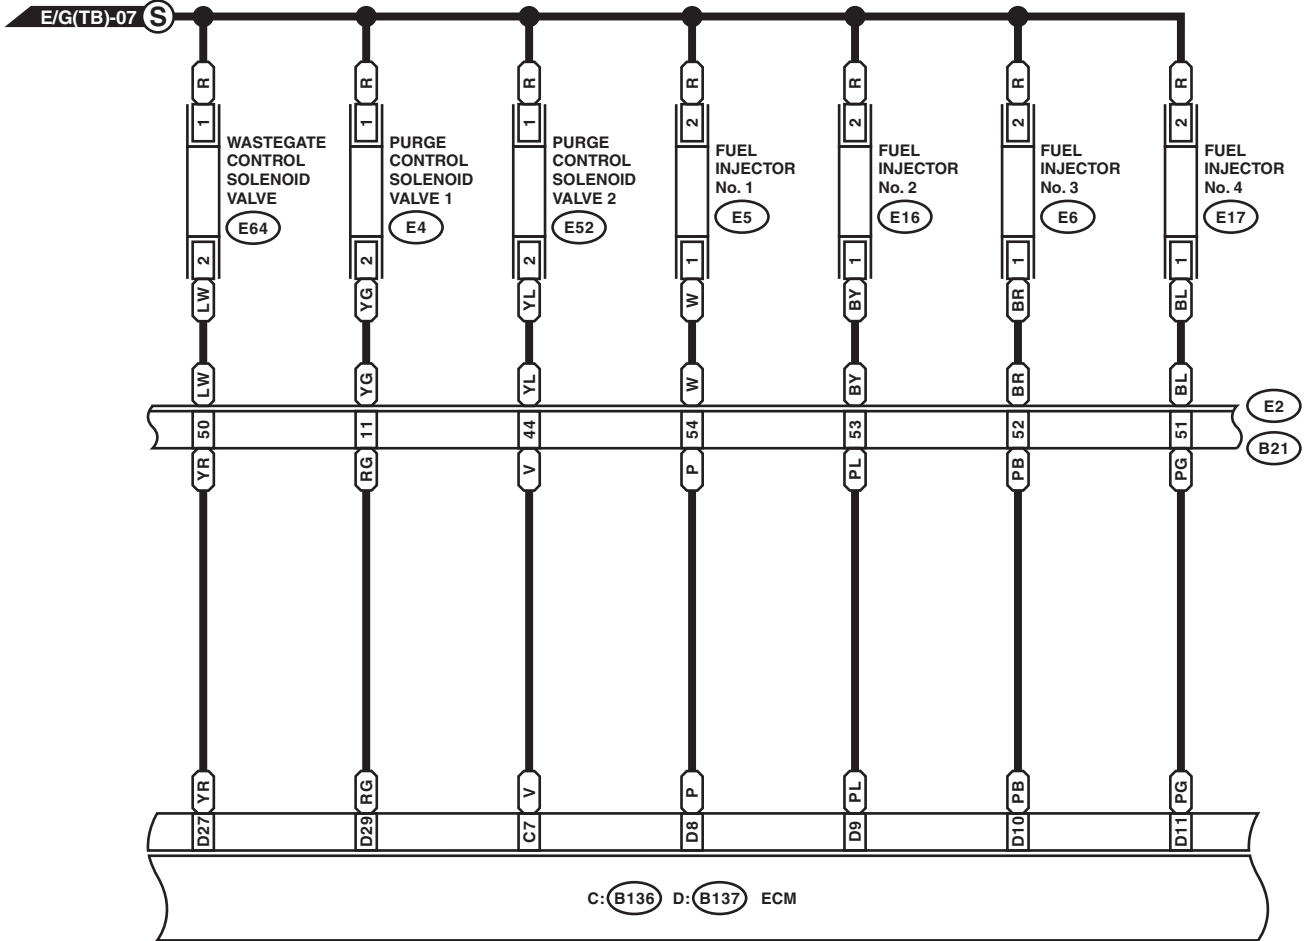 E/G(TB)-07 S
R R R R R R R
1 1 1 2 2 2 2
WASTEGATE
CONTROL
SOLENOID
VALVE
E64
PURGE
CONTROL
SOLENOID
VALVE 1
E4
PURGE
CONTROL
SOLENOID
VALVE 2
E52
FUEL
INJECTOR
No. 1
E5
FUEL
INJECTOR
No. 2
E16
FUEL
INJECTOR
No. 3
E6
FUEL
INJECTOR
No. 4
E17
2 2 2 1 1 1 1
LW YG YL W BY BR BL
LW YG YL W BY BR BL
E2
50 11 44 54 53 52 51
B21
YR RG V P PL PB PG
YR RG V P PL PB PG
D27 D29 C7 D8 D9 D10 D11
C: B136 D: B137 ECM